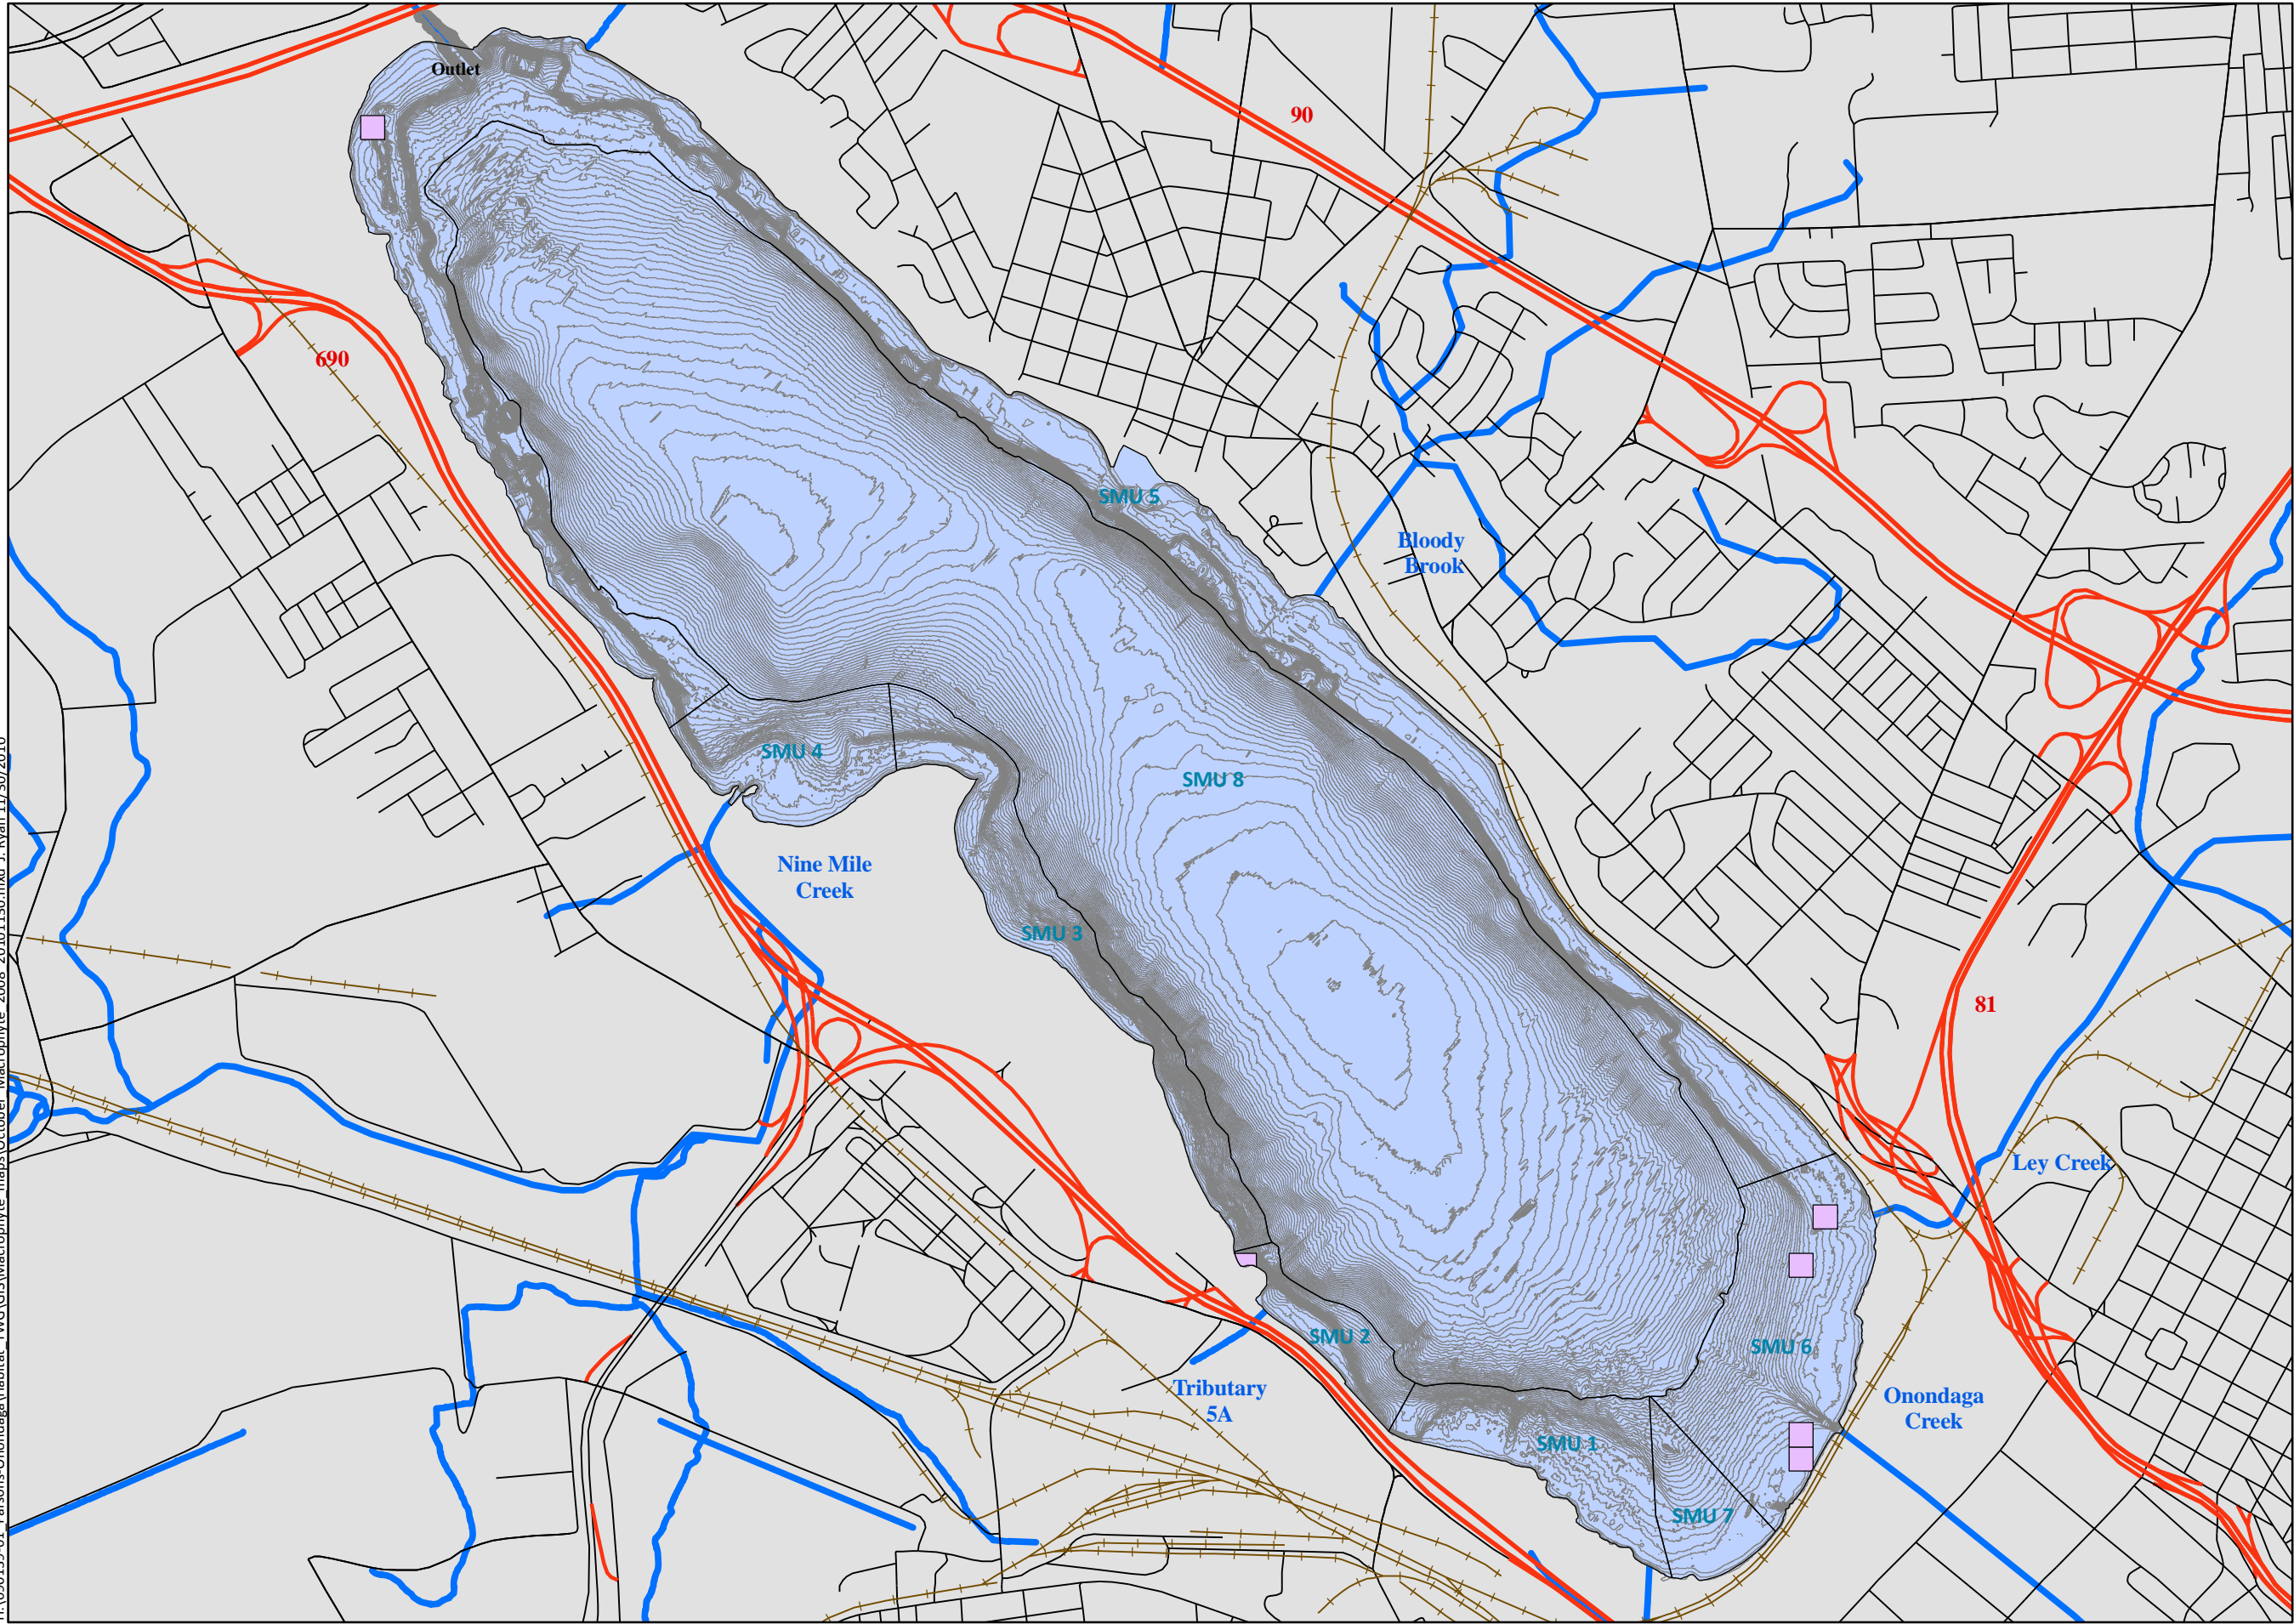 Outlet
90
690
SMU 5
Bloody
Brook
SMU 4
SMU 8
Nine Mile
Creek
SMU 3
81
Ley Creek
SMU 2
SMU 6
Tributary
5A
Onondaga
Creek
SMU 1
SMU 7